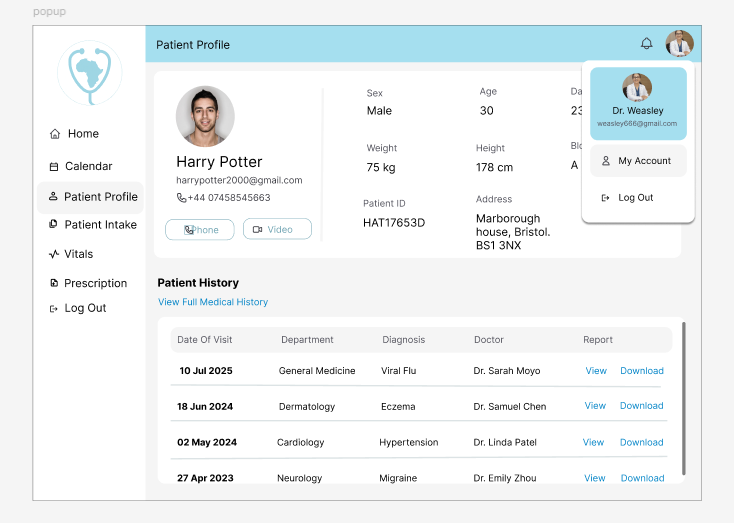 popup
Patient Profile
Home
Calendar
Patient Profile
Patient Intake
Vitals
Prescription
Log Out
Harry Potter
harrypotter2000@gmail.com
+44 07458545663
Phone
Video
Sex
Male
Age
30
Da
23
Weight
75 kg
Height
178 cm
Blo
A
Patient ID
HAT17653D
Address
Marborough
house, Bristol.
BS1 3NX
Dr. Weasley
weasley666@gmail.com
My Account
Log Out
Patient History
View Full Medical History
Date Of Visit Department Diagnosis Doctor Report
10 Jul 2025 General Medicine Viral Flu Dr. Sarah Moyo View Download
18 Jun 2024 Dermatology Eczema Dr. Samuel Chen View Download
02 May 2024 Cardiology Hypertension Dr. Linda Patel View Download
27 Apr 2023 Neurology Migraine Dr. Emily Zhou View Download